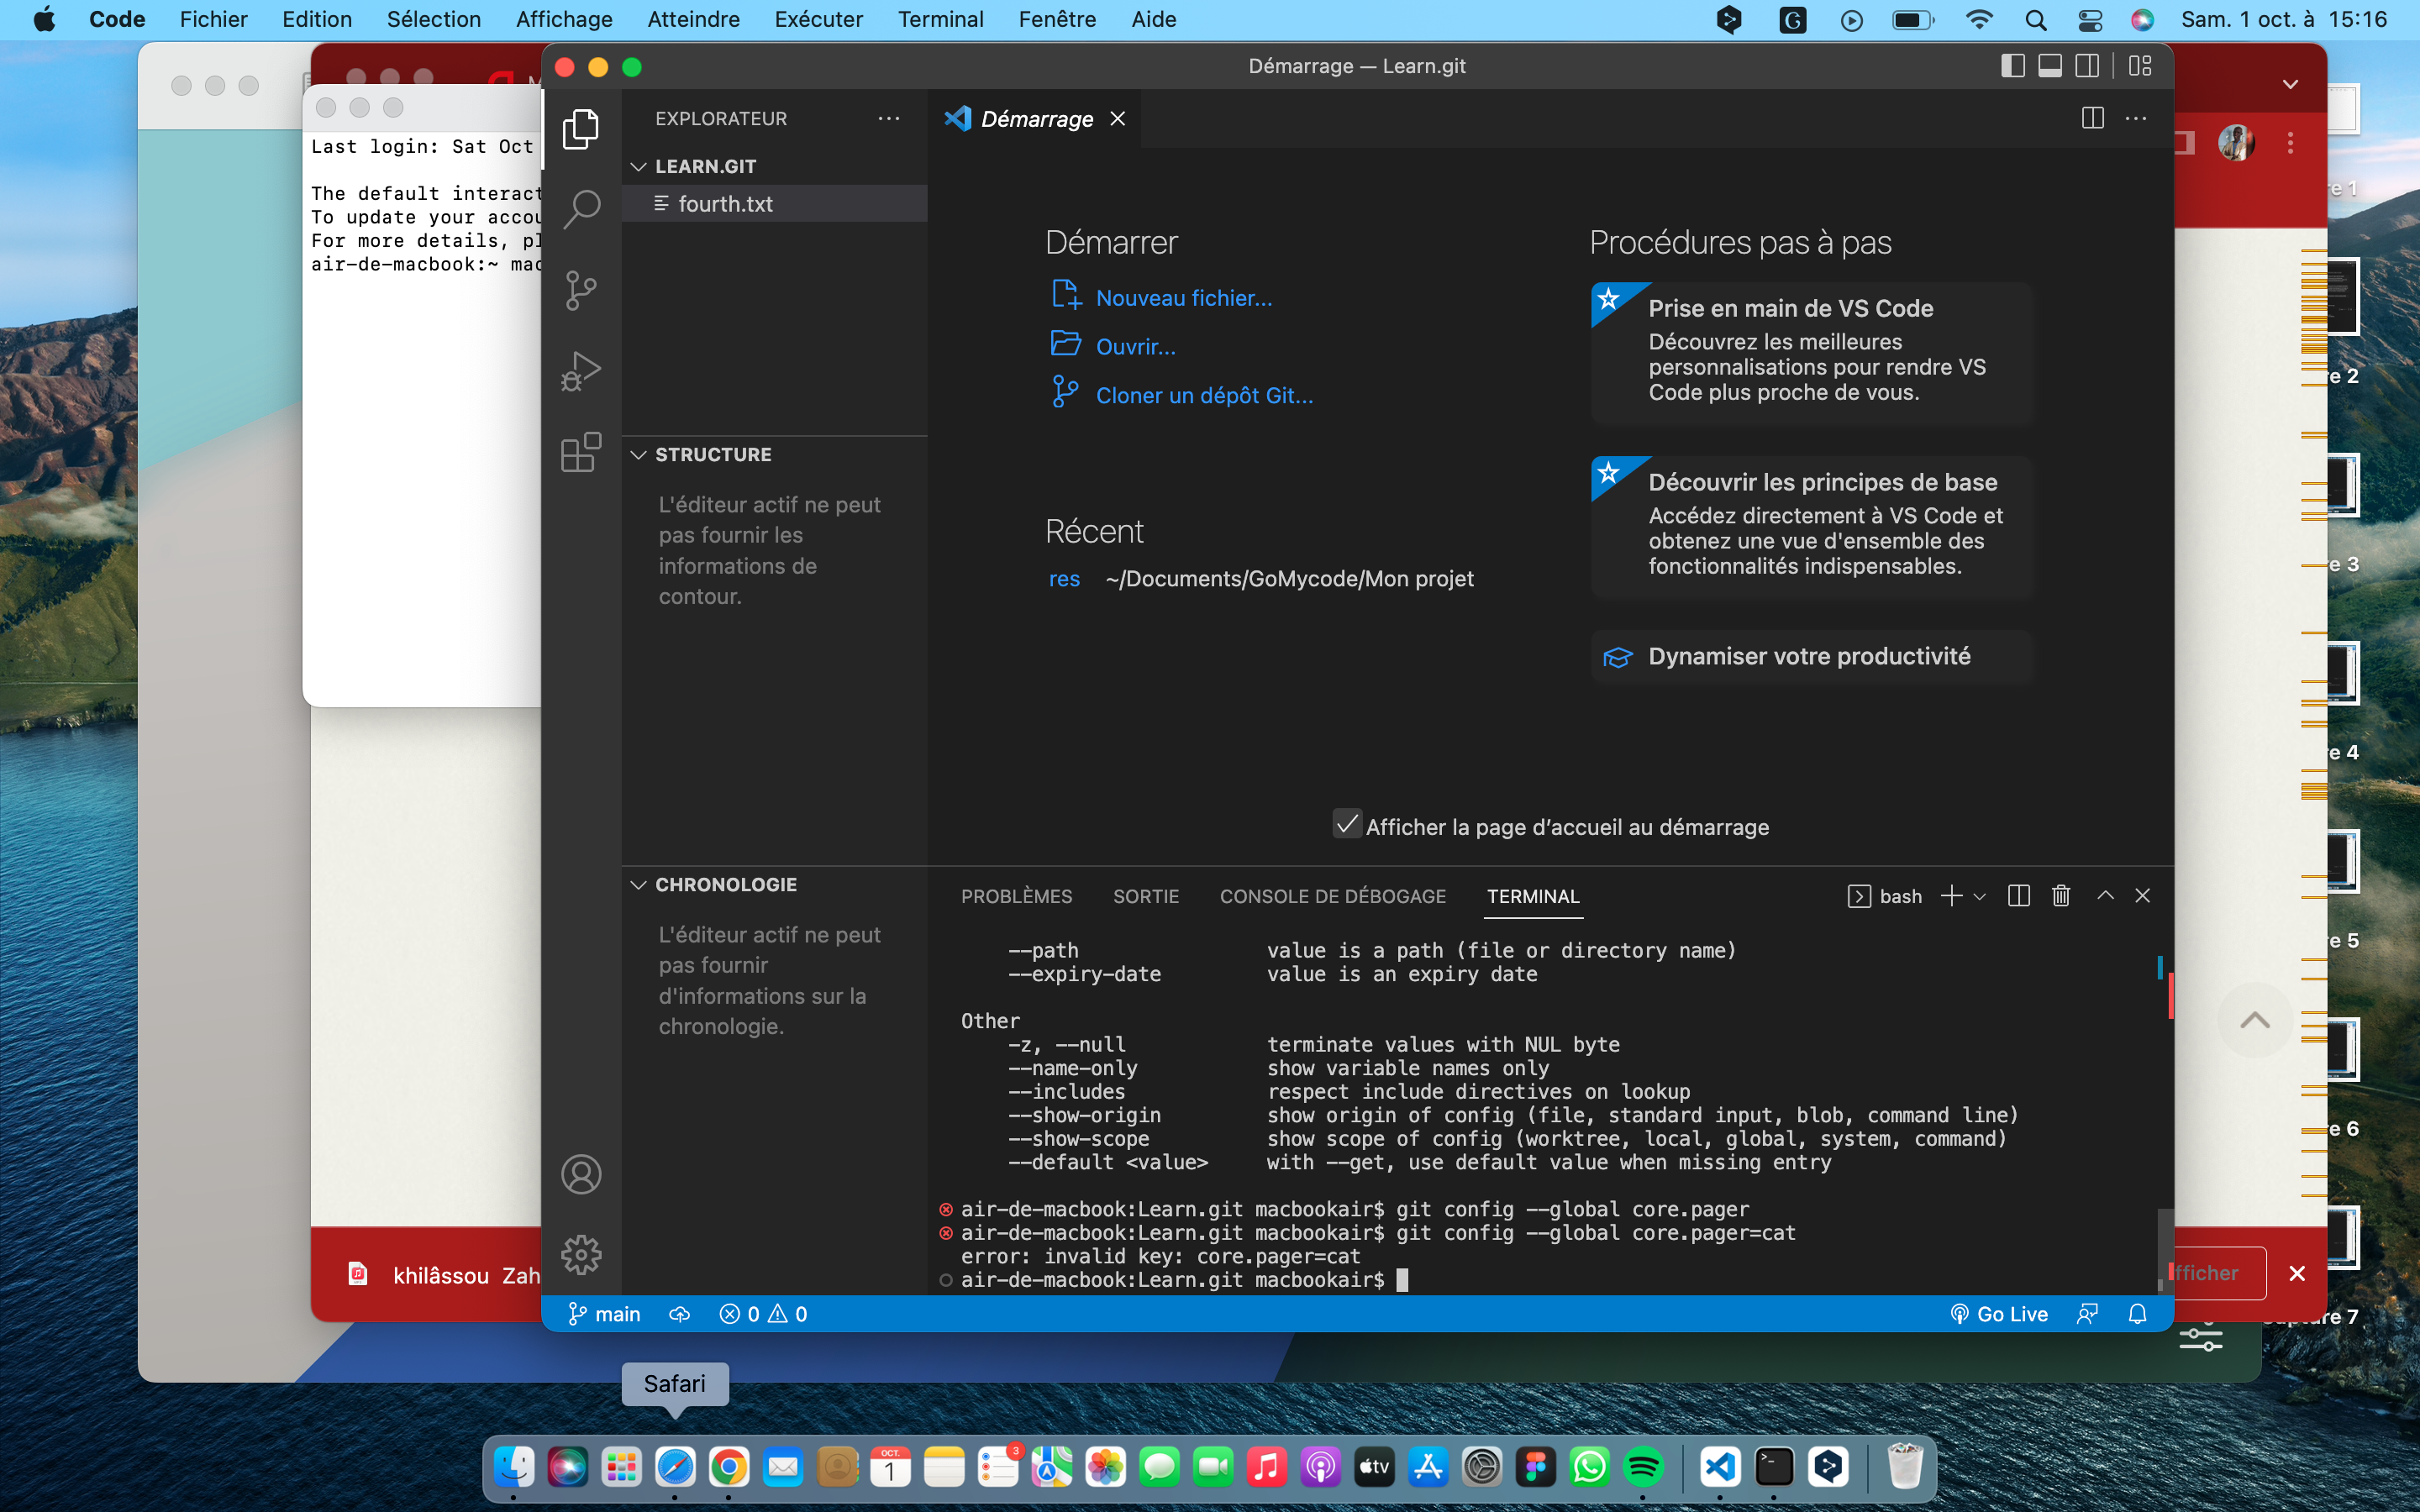 Code Fichier Edition Sélection Affichage Atteindre Exécuter Terminal Fenêtre Aide
Sam. 1 oct. à 15:16
Démarrage — Learn.git
Last login: Sat Oct
The default interact
To update your accou
For more details, pl
air-de-macbook:~ mac
EXPLORATEUR
LEARN.GIT
fourth.txt
STRUCTURE
L'éditeur actif ne peut
pas fournir les
informations de
contour.
CHRONOLOGIE
L'éditeur actif ne peut
pas fournir
d'informations sur la
chronologie.
Démarrage
Démarrer
Nouveau fichier...
Ouvrir...
Cloner un dépôt Git...
Récent
res ~/Documents/GoMycode/Mon projet
Procédures pas à pas
Prise en main de VS Code
Découvrez les meilleures
personnalisations pour rendre VS
Code plus proche de vous.
Découvrir les principes de base
Accédez directement à VS Code et
obtenez une vue d'ensemble des
fonctionnalités indispensables.
Dynamiser votre productivité
Afficher la page d’accueil au démarrage
PROBLÈMES SORTIE CONSOLE DE DÉBOGAGE TERMINAL
bash
--path value is a path (file or directory name)
--expiry-date value is an expiry date
Other
-z, --null terminate values with NUL byte
--name-only show variable names only
--includes respect include directives on lookup
--show-origin show origin of config (file, standard input, blob, command line)
--show-scope show scope of config (worktree, local, global, system, command)
--default <value> with --get, use default value when missing entry
air-de-macbook:Learn.git macbookair$ git config --global core.pager
air-de-macbook:Learn.git macbookair$ git config --global core.pager=cat
error: invalid key: core.pager=cat
air-de-macbook:Learn.git macbookair$
main 0 0
Go Live
khilâssou Zah
fficher
re 1
re 2
re 3
re 4
re 5
re 6
7
Safari
OCT.
1
3
tv